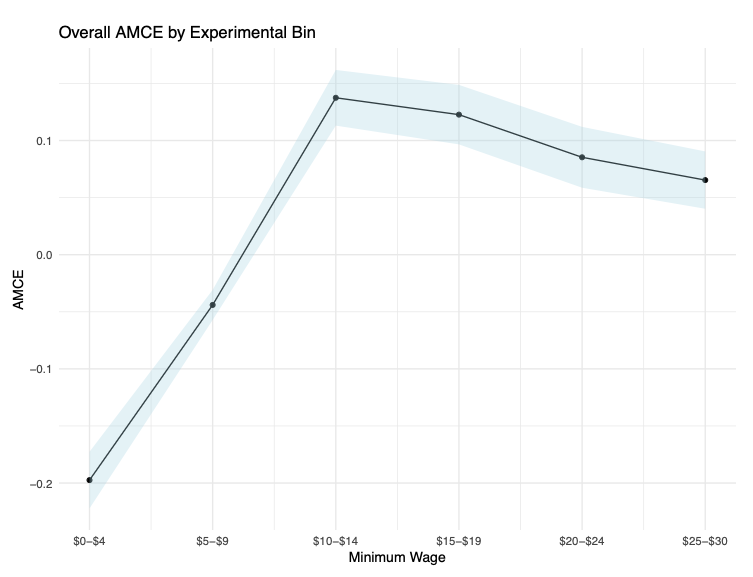 Overall AMCE by Experimental Bin
AMCE
0.1
0.0
−0.1
−0.2
$0–$4 $5–$9 $10–$14 $15–$19 $20–$24 $25–$30
Minimum Wage